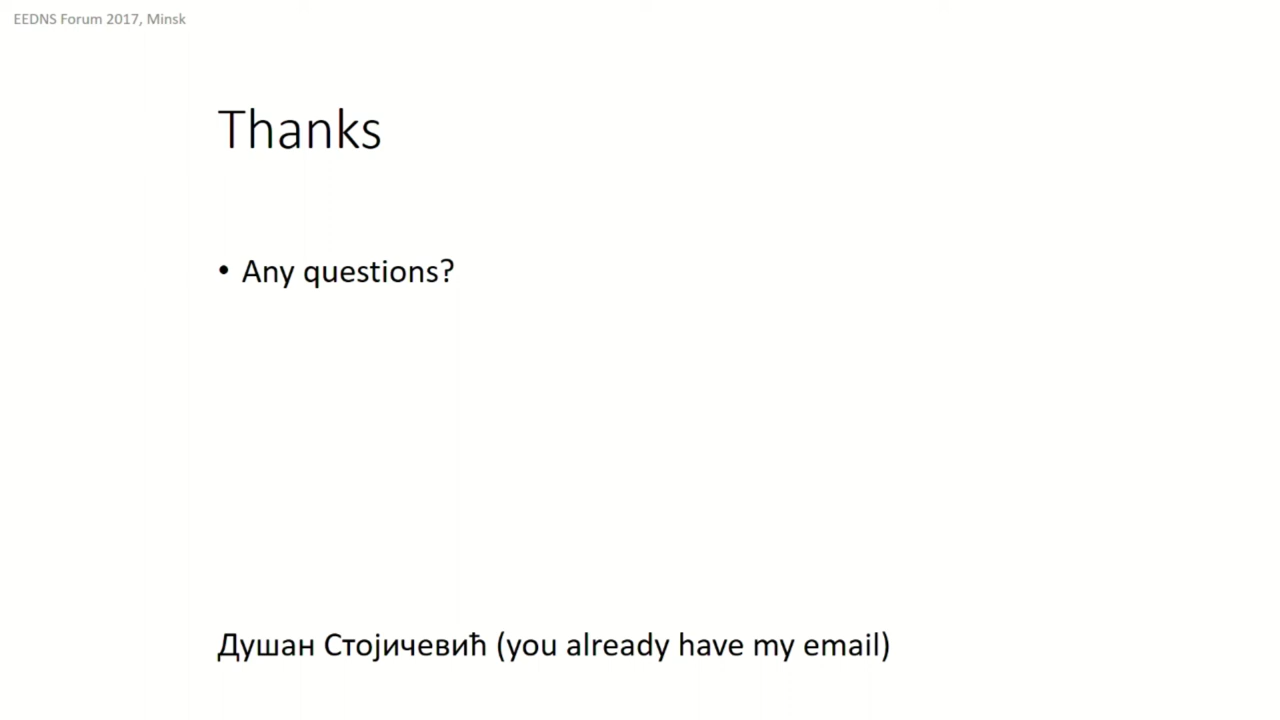 EEDNS Forum 2017, Minsk
Thanks
• Any questions?
Душан Стојичевић (you already have my email)